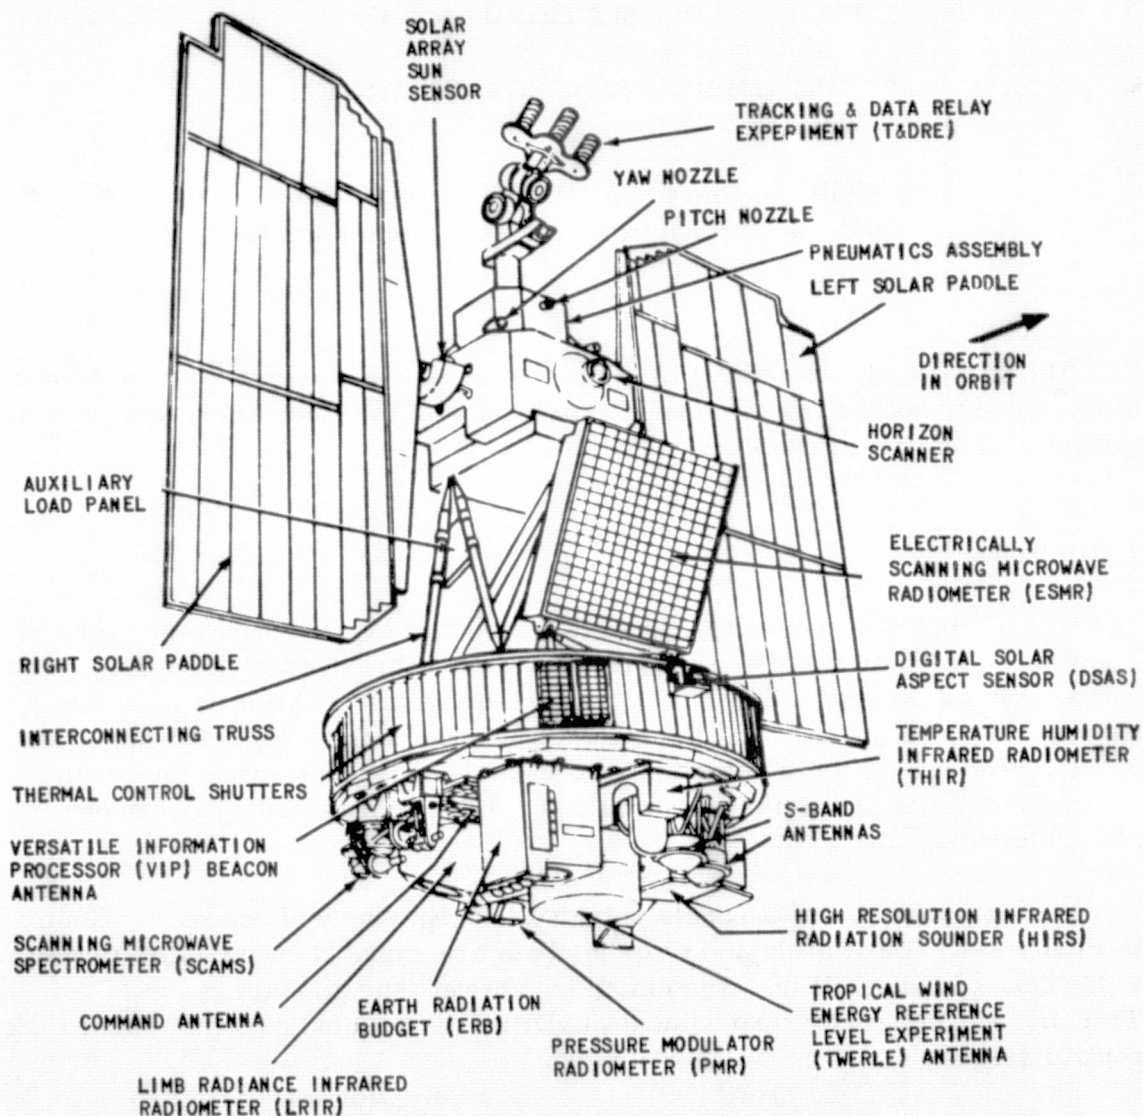 SOLAR
ARRAY
SUN
SENSOR
TRACKING & DATA RELAY
EXPEPIMENT (T&DRE)
YAW NOZZLE
PITCH NOZZLE
PNEUMATICS ASSEMBLY
LEFT SOLAR PADDLE
DIRECTION
IN ORBIT
HORIZON
SCANNER
AUXILIARY
LOAD PANEL
ELECTRICALLY
SCANNING MICROWAVE
RADIOMETER (ESMR)
RIGHT SOLAR PADDLE
DIGITAL SOLAR
ASPECT SENSOR (DSAS)
INTERCONNECTING TRUSS
TEMPERATURE HUMIDITY
INFRARED RADIOMETER
(THIR)
THERMAL CONTROL SHUTTERS
S-BAND
ANTENNAS
VERSATILE INFORMATION
PROCESSOR (VIP) BEACON
ANTENNA
HIGH RESOLUTION INFRARED
RADIATION SOUNDER (HIRS)
SCANNING MICROWAVE
SPECTROMETER (SCAMS)
TROPICAL WIND
ENERGY REFERENCE
LEVEL EXPERIMENT
(TWERLE) ANTENNA
COMMAND ANTENNA
EARTH RADIATION
BUDGET (ERB)
PRESSURE MODULATOR
RADIOMETER (PMR)
LIMB RADIANCE INFRARED
RADIOMETER (LRIR)